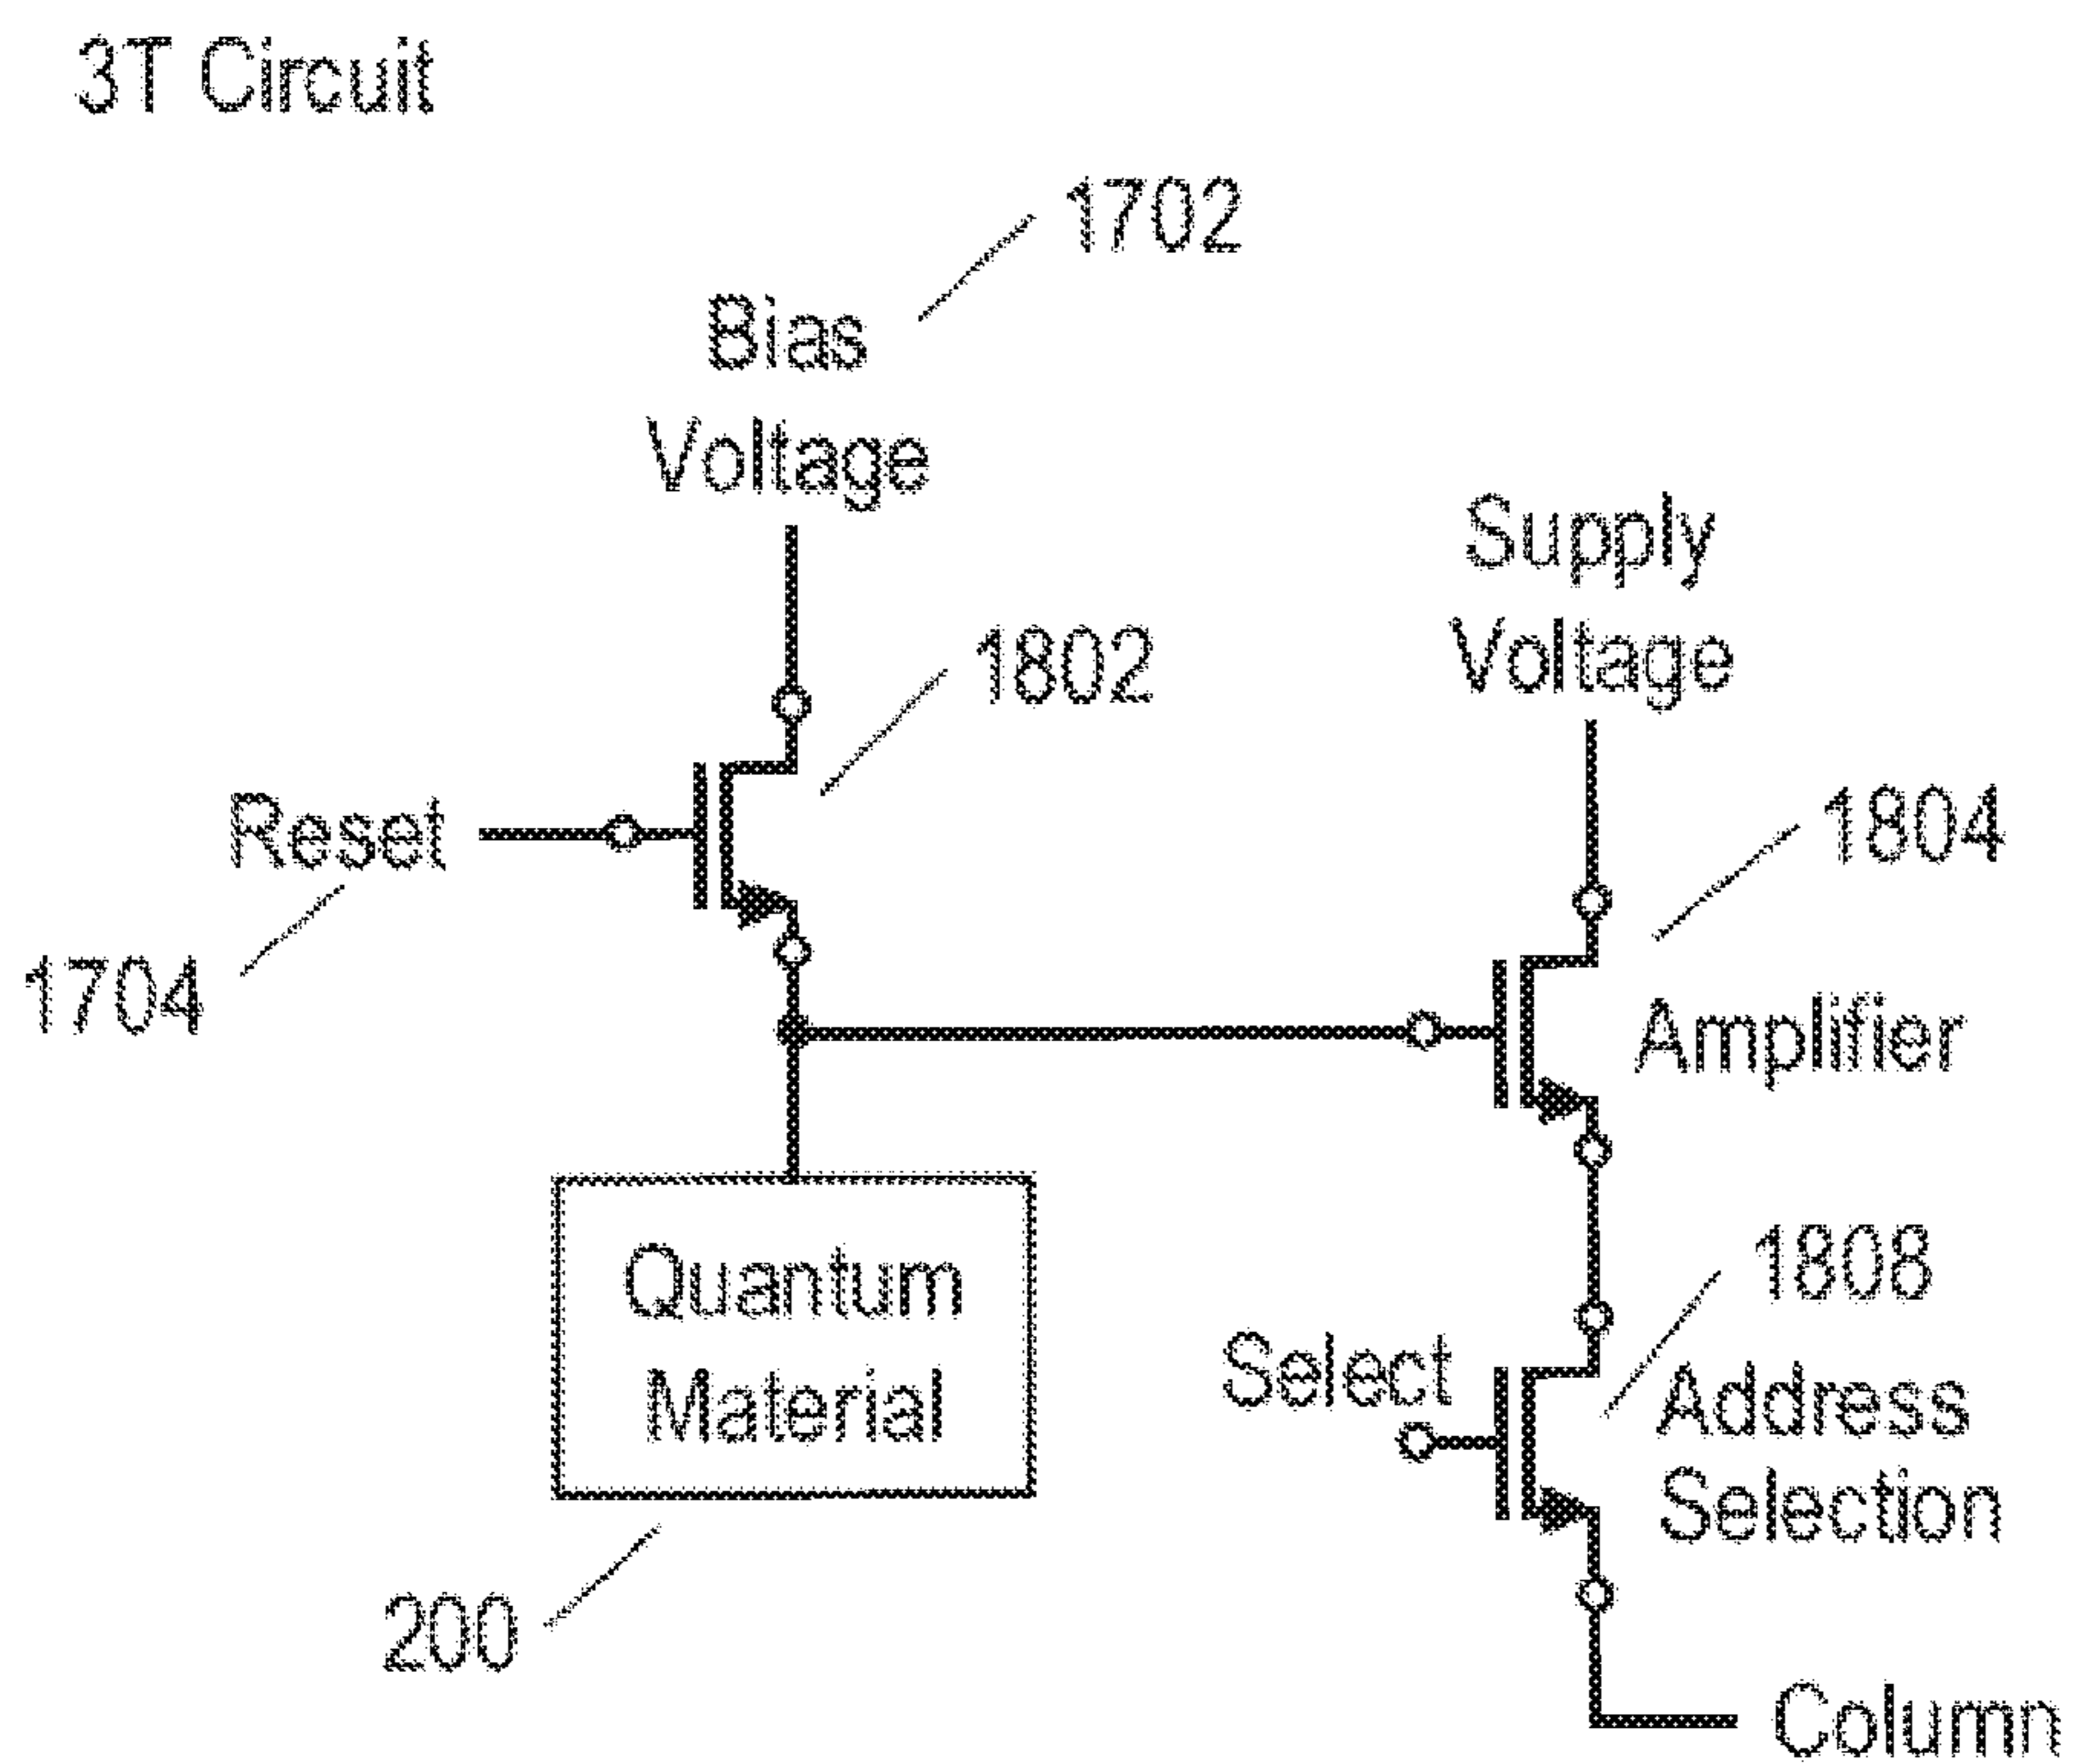 3T Circuit
1702
Bias
Voltage
Supply
Voltage
1802
1804
Reset
1704
Amplifier
Quantum
Material
1808
Select
Address
Selection
200
Column